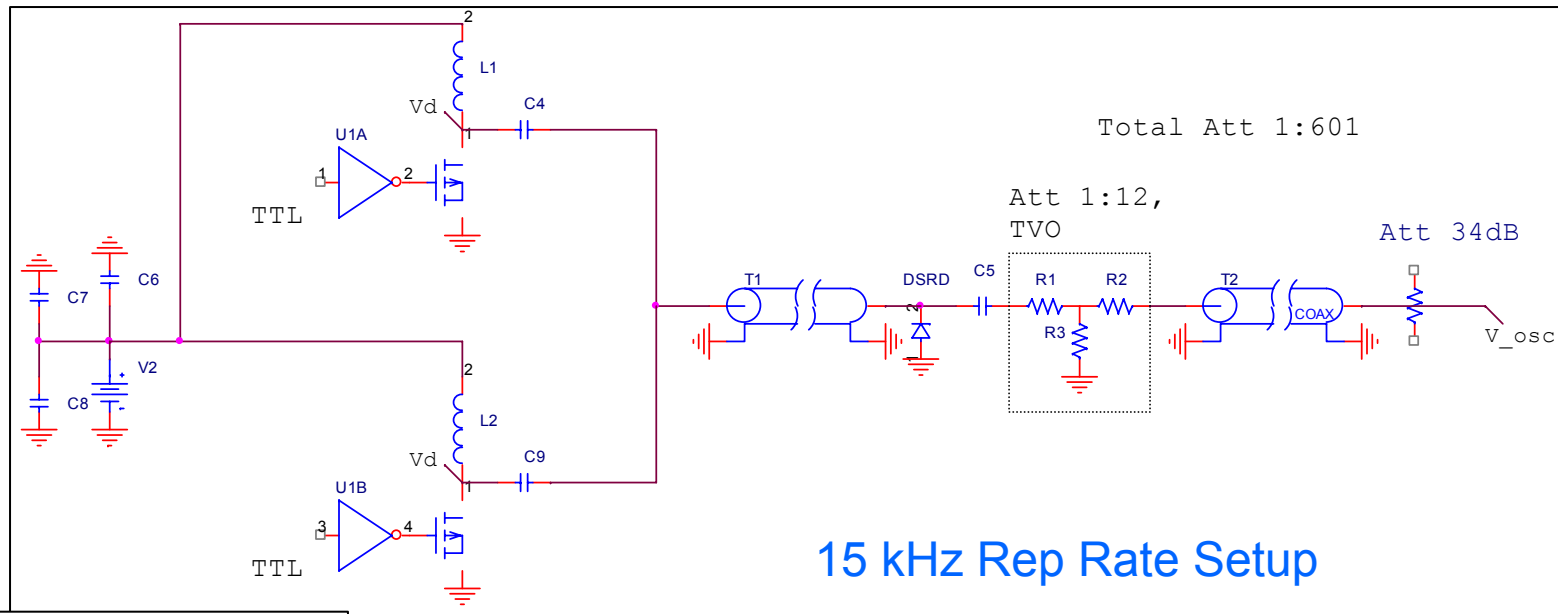 2
L1
Vd
C4
1
U1A
1
2
TTL
Total Att 1:601
Att 1:12,
TVO
Att 34dB
C6
C7
T1
DSRD
C5
R1
R2
T2
2
R3
COAX
1
V_osc
V2
+
-
C8
2
L2
Vd
C9
1
U1B
3
4
TTL
15 kHz Rep Rate Setup